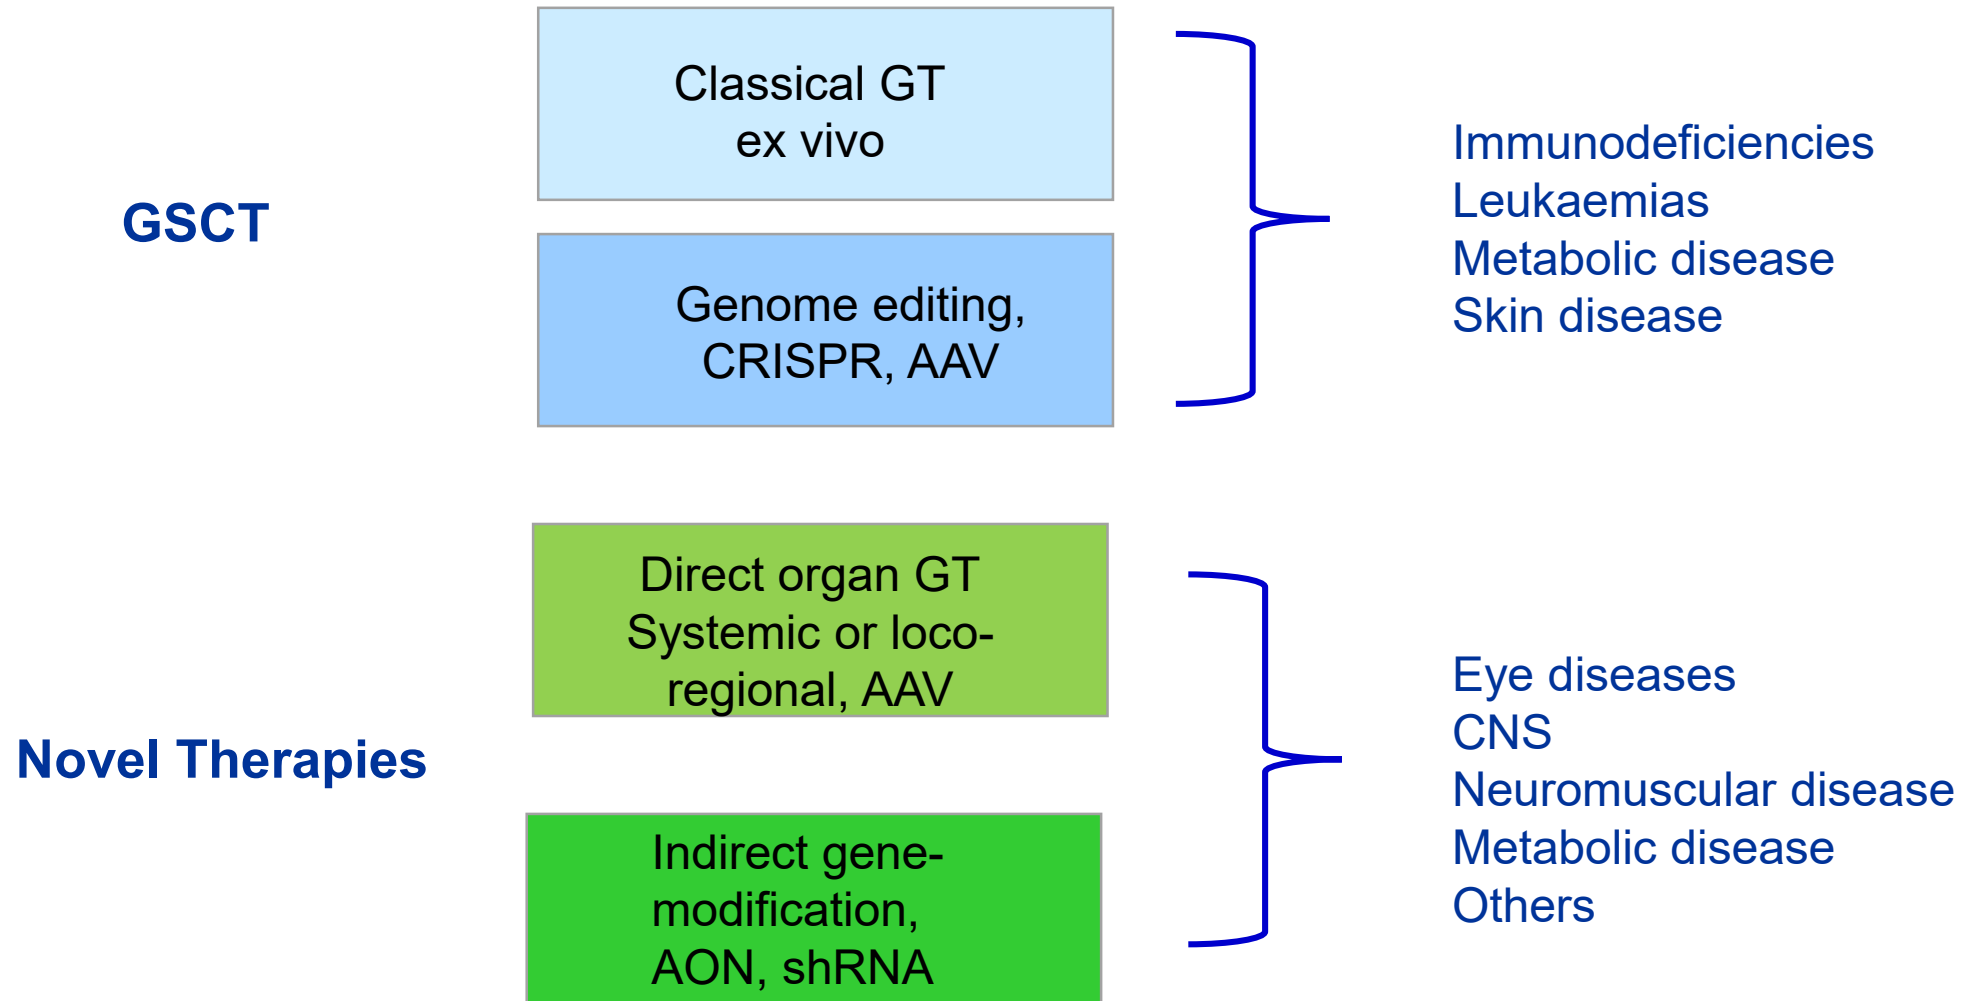 GSCT
Classical GT
ex vivo
Genome editing,
CRISPR, AAV
Immunodeficiencies
Leukaemias
Metabolic disease
Skin disease
Novel Therapies
Direct organ GT
Systemic or loco-
regional, AAV
Indirect gene-
modification,
AON, shRNA
Eye diseases
CNS
Neuromuscular disease
Metabolic disease
Others